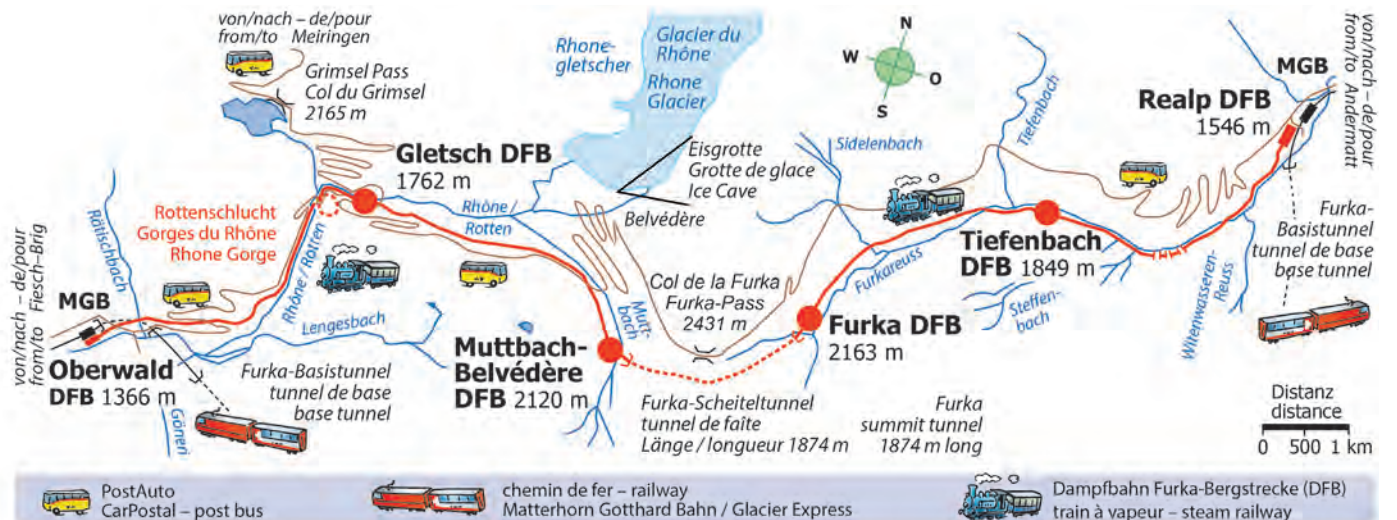 von/nach – de/pour
from/to Meiringen
Grimsel Pass
Col du Grimsel
2165 m
Rhone-
gletscher
Glacier du
Rhône
Rhone
Glacier
N
W
O
S
Tiefenbach
MGB
von/nach – de/pour
from/to Andermatt
Realp DFB
1546 m
Gletsch DFB
1762 m
Eisgrotte
Grotte de glace
Ice Cave
Belvédère
Sidelenbach
Rottenschlucht
Gorges du Rhône
Rhone Gorge
Rätischbach
Rhône /
Rotten
Rhône / Rotten
Furka-
Basistunnel
tunnel de base
base tunnel
Tiefenbach
DFB 1849 m
Furkareuss
Col de la Furka
Furka-Pass
2431 m
Mutt-
bach
Steffen-
bach
Witenwasseren-
Reuss
von/nach – de/pour
from/to Fiesch–Brig
MGB
Lengesbach
Oberwald
DFB 1366 m
Gönen
Furka-Basistunnel
tunnel de base
base tunnel
Muttbach-
Belvédère
DFB 2120 m
Furka DFB
2163 m
Furka-Scheiteltunnel
tunnel de faîte
Länge / longueur 1874 m
Furka
summit tunnel
1874 m long
Distanz
distance
0 500 1 km
PostAuto
CarPostal – post bus
chemin de fer – railway
Matterhorn Gotthard Bahn / Glacier Express
Dampfbahn Furka-Bergstrecke (DFB)
train à vapeur – steam railway